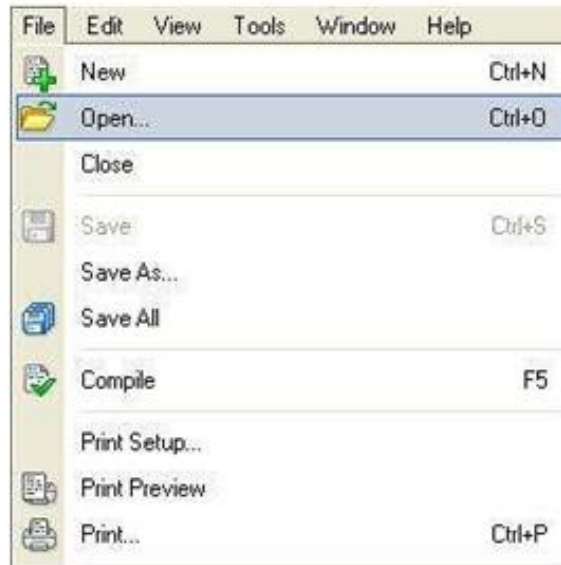 File Edit View Tools Window Help
New Ctrl+N
Open... Ctrl+O
Close
Save Ctrl+S
Save As...
Save All
Compile F5
Print Setup...
Print Preview
Print... Ctrl+P